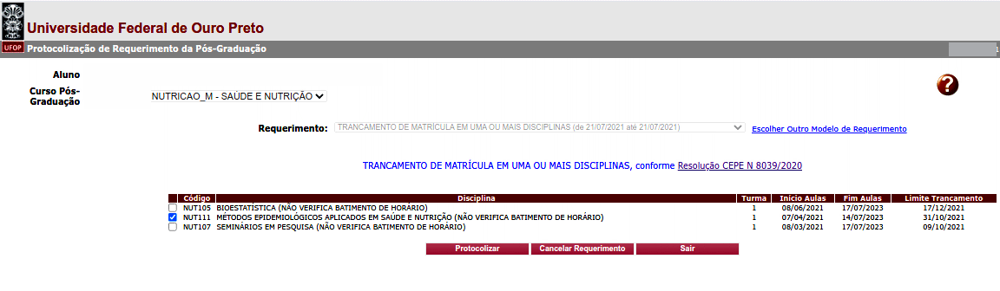 Universidade Federal de Ouro Preto
UFOP Protocolização de Requerimento da Pós-Graduação
Aluno
Curso Pós-Graduação NUTRICAO_M - SAÚDE E NUTRIÇÃO
?
Requerimento: TRANCAMENTO DE MATRÍCULA EM UMA OU MAIS DISCIPLINAS (de 21/07/2021 até 21/07/2021) Escolher Outro Modelo de Requerimento
TRANCAMENTO DE MATRÍCULA EM UMA OU MAIS DISCIPLINAS, conforme Resolução CEPE N 8039/2020
Código Disciplina Turma Início Aulas Fim Aulas Limite Trancamento
NUT105 BIOESTATÍSTICA (NÃO VERIFICA BATIMENTO DE HORÁRIO) 1 08/06/2021 17/07/2023 17/12/2021
NUT111 MÉTODOS EPIDEMIOLÓGICOS APLICADOS EM SAÚDE E NUTRIÇÃO (NÃO VERIFICA BATIMENTO DE HORÁRIO) 1 07/04/2021 14/07/2023 31/10/2021
NUT107 SEMINÁRIOS EM PESQUISA (NÃO VERIFICA BATIMENTO DE HORÁRIO) 1 08/03/2021 17/07/2023 09/10/2021
Protocolizar Cancelar Requerimento Sair